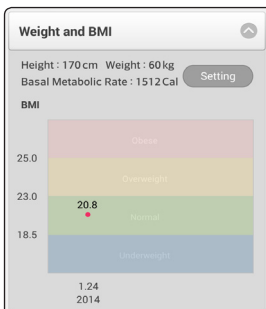 Weight and BMI
Height : 170 cm Weight : 60 kg
Basal Metabolic Rate : 1512 Cal
Setting
BMI
Obese
25.0
Overweight
23.0
20.8
Normal
18.5
Underweight
1.24
2014